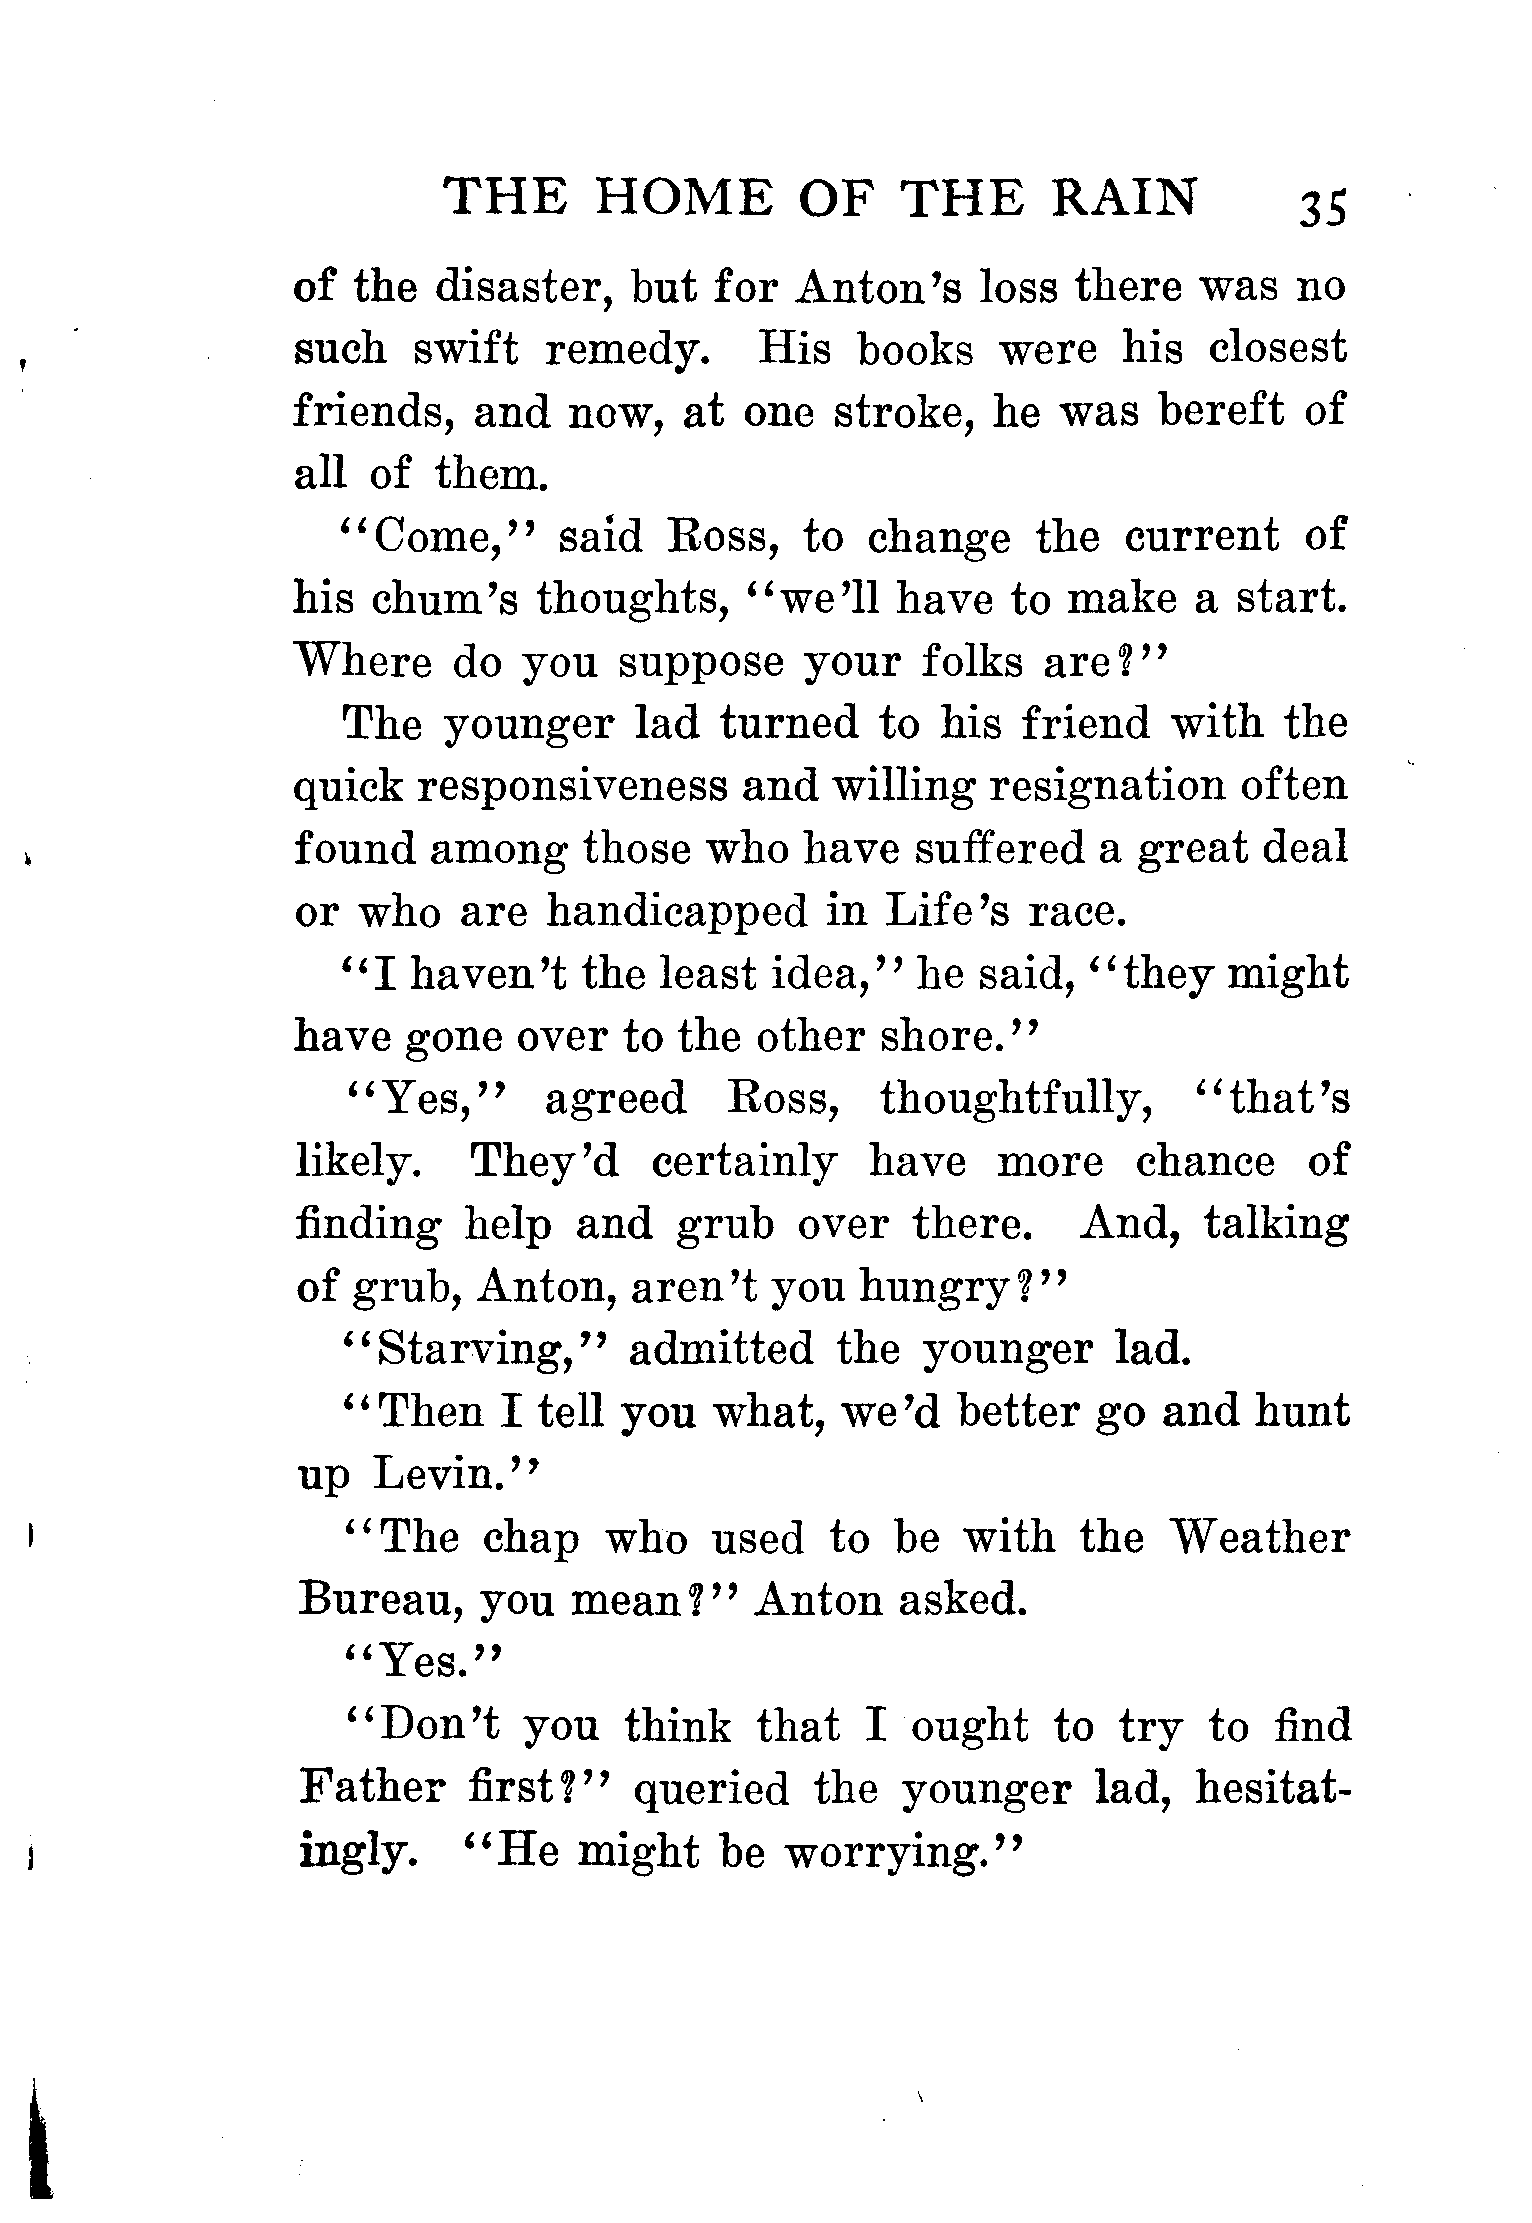 THE HOME OF THE RAIN 35
of the disaster, but for Anton's loss there was no
such swift remedy. His books were his closest
friends, and now, at one stroke, he was bereft of
all of them.
"Come," said Ross, to change the current of
his chum's thoughts, "we'll have to make a start.
Where do you suppose your folks are?"
The younger lad turned to his friend with the
quick responsiveness and willing resignation often
found among those who have suffered a great deal
or who are handicapped in Life's race.
"I haven't the least idea," he said, "they might
have gone over to the other shore."
"Yes," agreed Ross, thoughtfully, "that's
likely. They'd certainly have more chance of
finding help and grub over there. And, talking
of grub, Anton, aren't you hungry?"
"Starving," admitted the younger lad.
"Then I tell you what, we'd better go and hunt
up Levin."
"The chap who used to be with the Weather
Bureau, you mean?" Anton asked.
"Yes."
"Don't you think that I ought to try to find
Father first?" queried the younger lad, hesitat-
ingly. "He might be worrying."